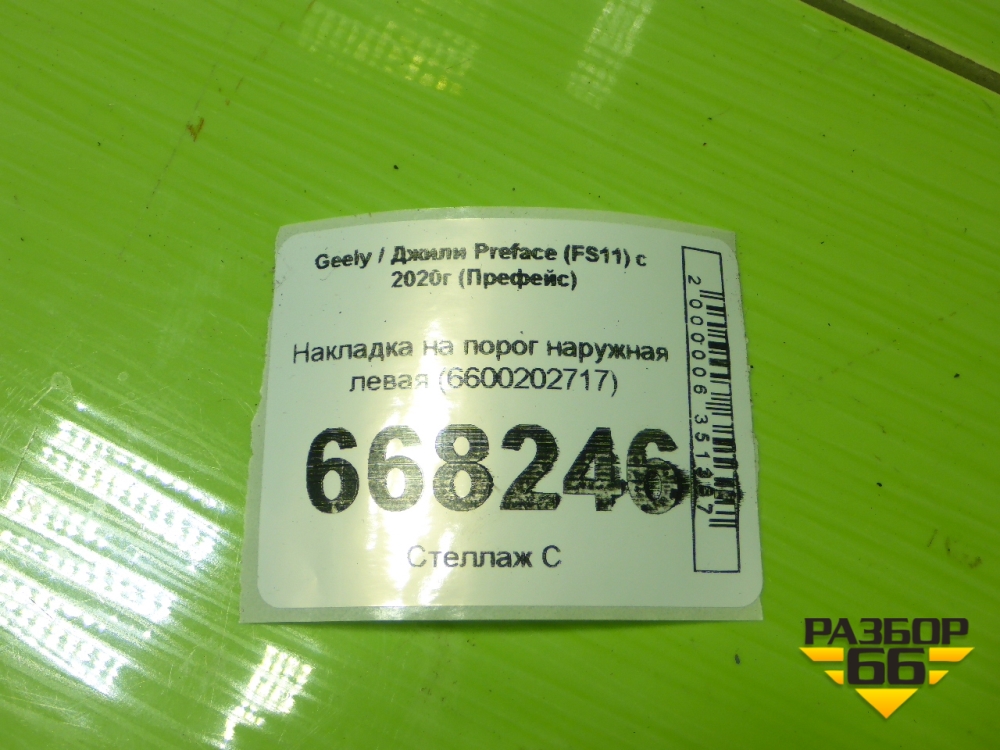 Geely / Джили Preface (FS11) с
2020г (Префейс)
Накладка на порог наружная
левая (6600202717)
668246
Стеллаж С
РАЗБОР
66